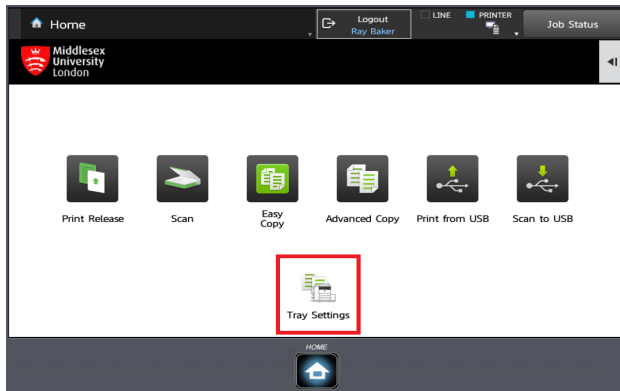 Home
Logout
Ray Baker
LINE
PRINTER
Job Status
Middlesex
University
London
Print Release
Scan
Easy
Copy
Advanced Copy
Print from USB
Scan to USB
Tray Settings
HOME